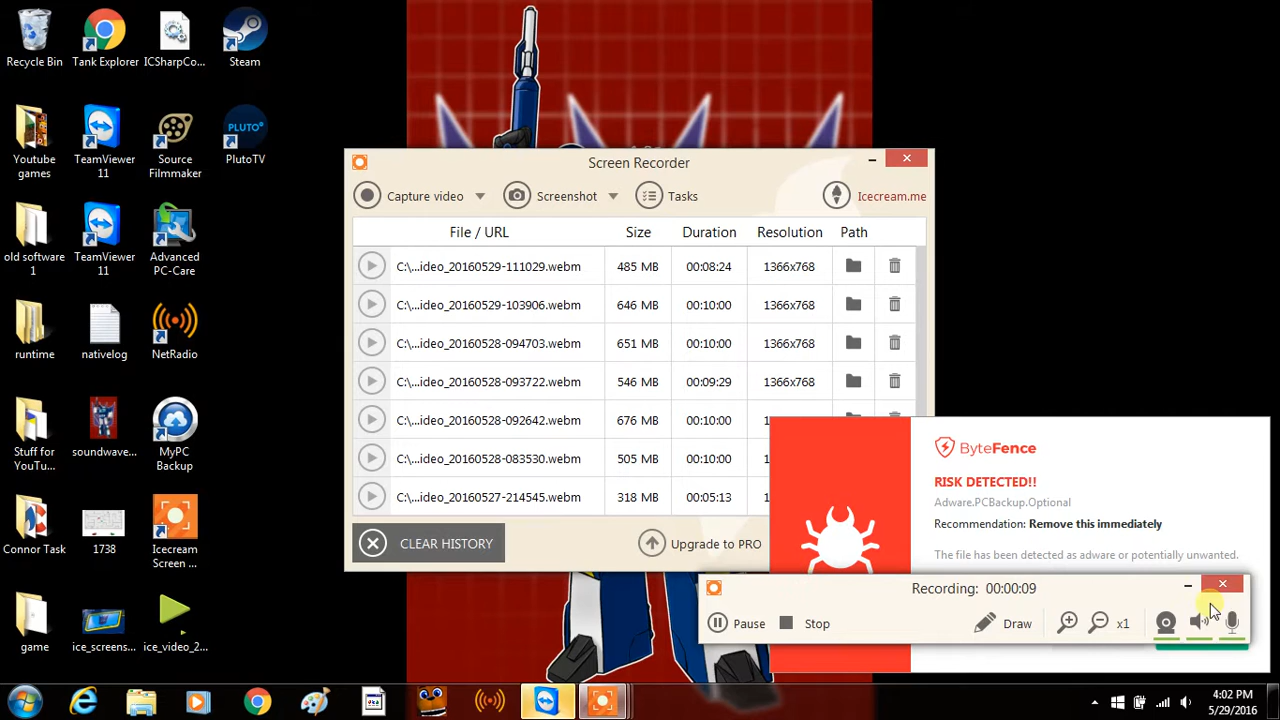 Recycle Bin
Tank Explorer
ICSharpCo...
Steam
Youtube games
TeamViewer 11
Source Filmmaker
PLUTO
PlutoTV
old software 1
TeamViewer 11
Advanced PC-Care
runtime
nativelog
NetRadio
Stuff for YouTu...
soundwave...
MyPC Backup
Connor Task
1738
Icecream Screen ...
game
ice_screens...
ice_video_2...
Screen Recorder
Capture video Screenshot Tasks Icecream.me
File / URL Size Duration Resolution Path
C:\...ideo_20160529-111029.webm 485 MB 00:08:24 1366x768
C:\...ideo_20160529-103906.webm 646 MB 00:10:00 1366x768
C:\...ideo_20160528-094703.webm 651 MB 00:10:00 1366x768
C:\...ideo_20160528-093722.webm 546 MB 00:09:29 1366x768
C:\...ideo_20160528-092642.webm 676 MB 00:10:00
C:\...ideo_20160528-083530.webm 505 MB 00:10:00
C:\...ideo_20160527-214545.webm 318 MB 00:05:13
CLEAR HISTORY Upgrade to PRO
ByteFence
RISK DETECTED!!
Adware.PCBackup.Optional
Recommendation: Remove this immediately
The file has been detected as adware or potentially unwanted.
Recording: 00:00:09
Pause Stop Draw x1
4:02 PM
5/29/2016